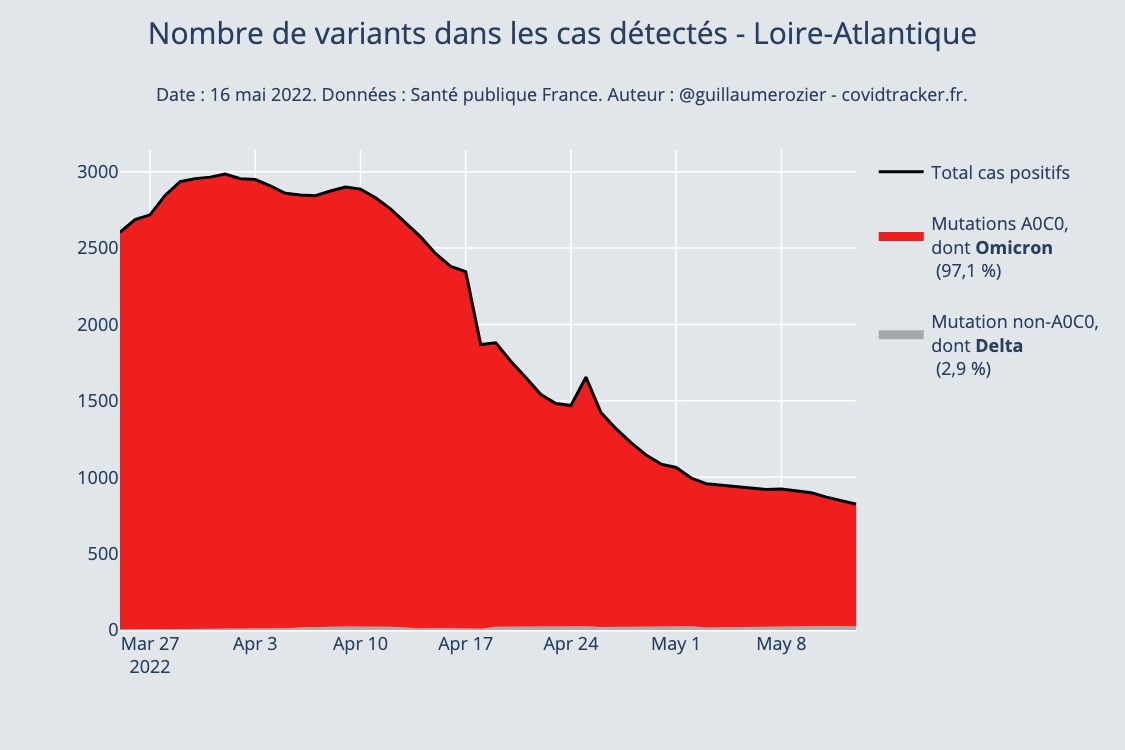 Nombre de variants dans les cas détectés - Loire-Atlantique
Date : 16 mai 2022. Données : Santé publique France. Auteur : @guillaumerozier - covidtracker.fr.
3000
2500
2000
1500
1000
500
0
Mar 27
2022
Apr 3
Apr 10
Apr 17
Apr 24
May 1
May 8
Total cas positifs
Mutations A0C0,
dont Omicron
(97,1 %)
Mutation non-A0C0,
dont Delta
(2,9 %)